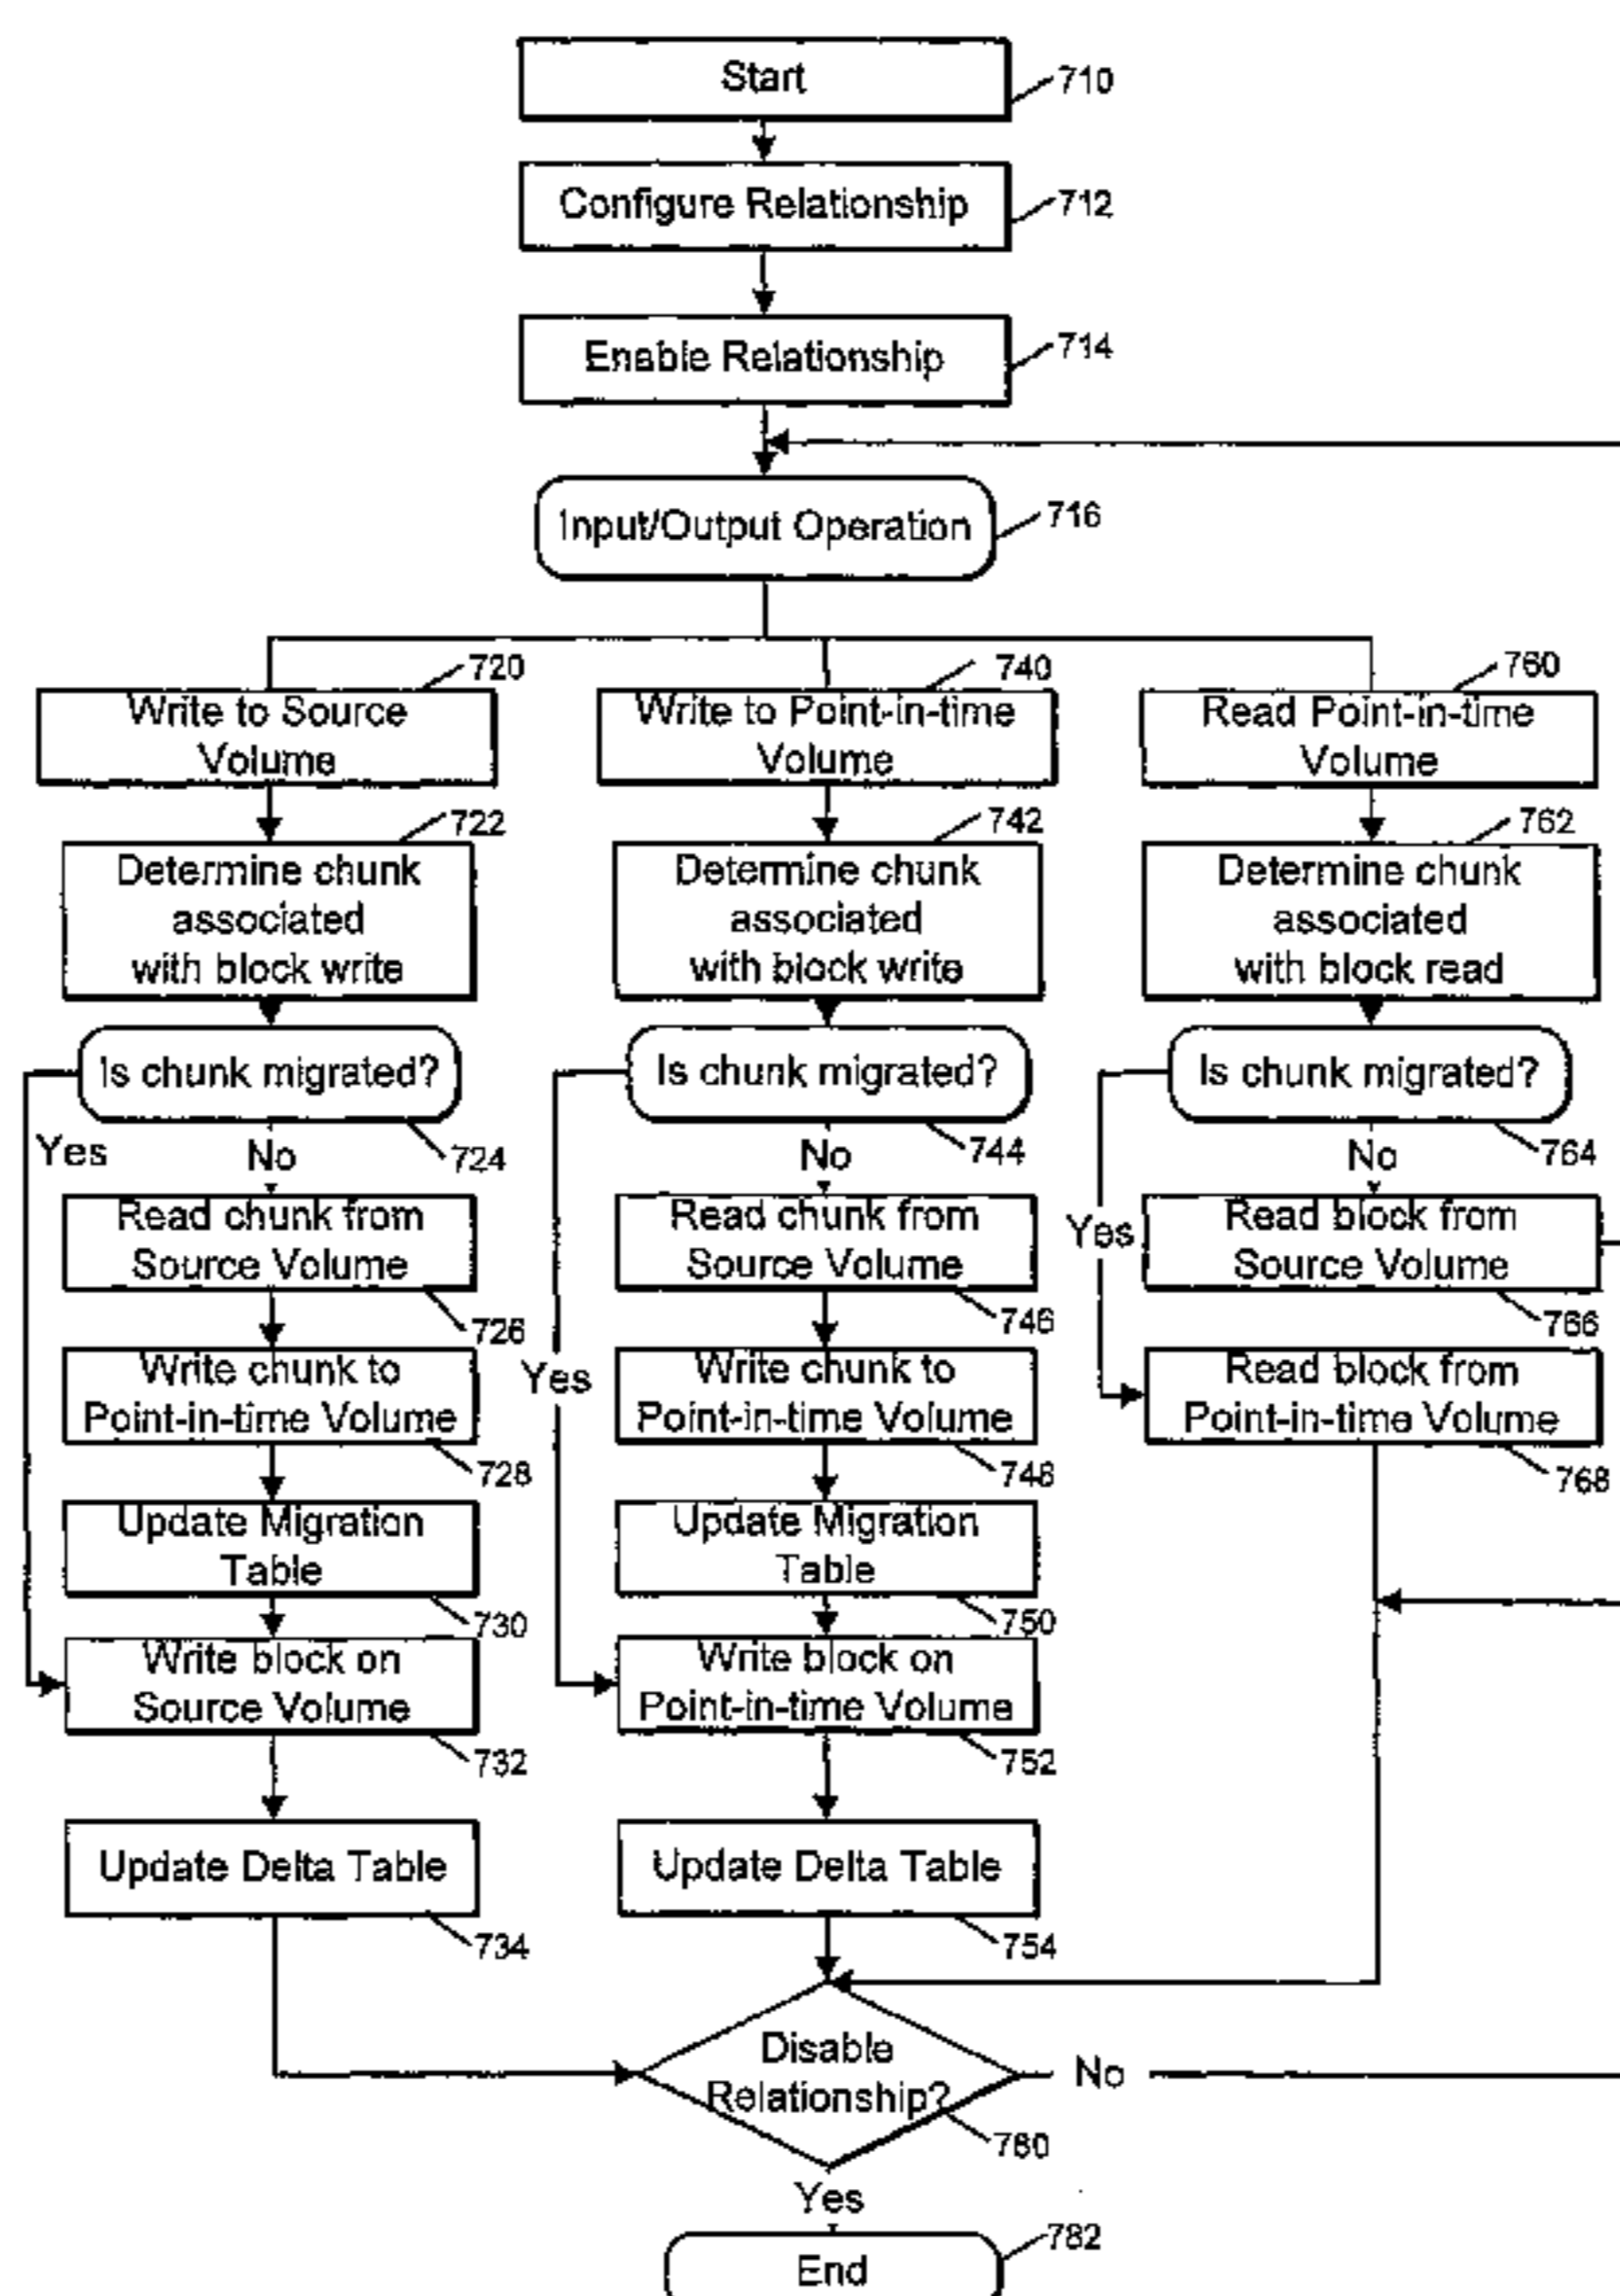 Start
710
Configure Relationship
712
Enable Relationship
714
Input/Output Operation
716
720
Write to Source
Volume
722
Determine chunk
associated
with block write
Is chunk migrated?
724
Yes
No
Read chunk from
Source Volume
726
Write chunk to
Point-in-time Volume
728
Update Migration
Table
730
Write block on
Source Volume
732
Update Delta Table
734
740
Write to Point-in-time
Volume
742
Determine chunk
associated
with block write
Is chunk migrated?
744
No
Yes
Read chunk from
Source Volume
746
Write chunk to
Point-in-time Volume
748
Update Migration
Table
750
Write block on
Point-in-time Volume
752
Update Delta Table
754
760
Read Point-in-time
Volume
762
Determine chunk
associated
with block read
Is chunk migrated?
764
No
Yes
Read block from
Source Volume
766
Read block from
Point-in-time Volume
768
Disable
Relationship?
780
No
Yes
782
End